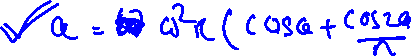 ✓ a = ω²r (cosθ + cos2θ/n